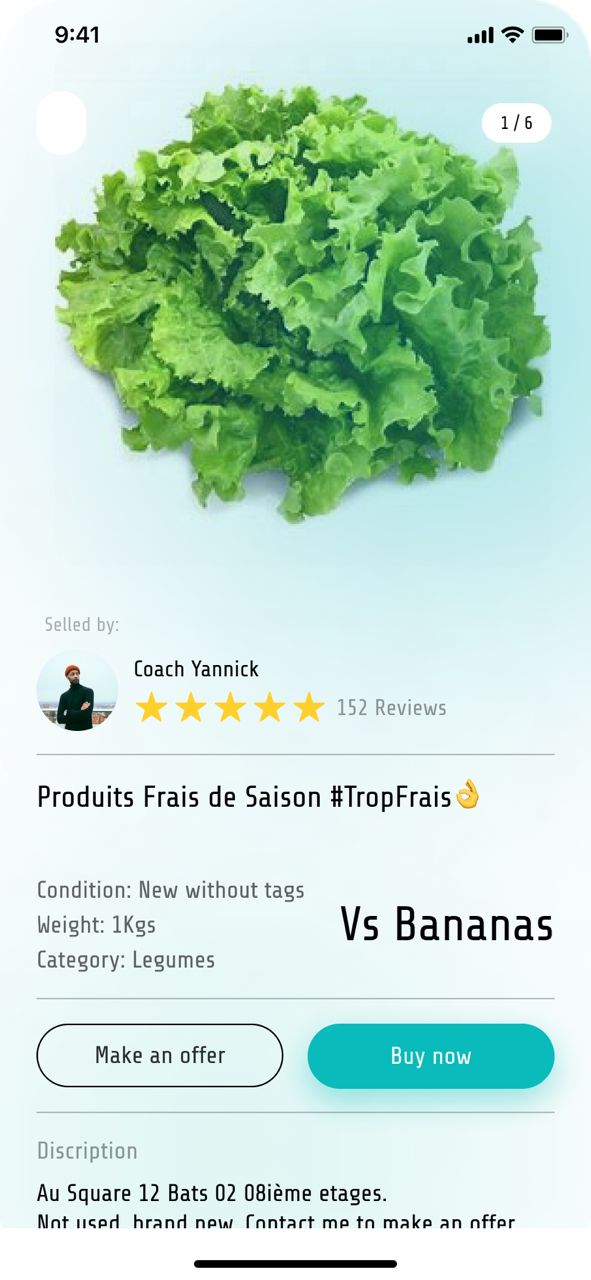 9:41
1 / 6
Selled by:
Coach Yannick
152 Reviews
Produits Frais de Saison #TropFrais👌
Condition: New without tags
Weight: 1Kgs
Category: Legumes
Vs Bananas
Make an offer
Buy now
Discription
Au Square 12 Bats 02 08ième etages.
Not used, brand new. Contact me to make an offer